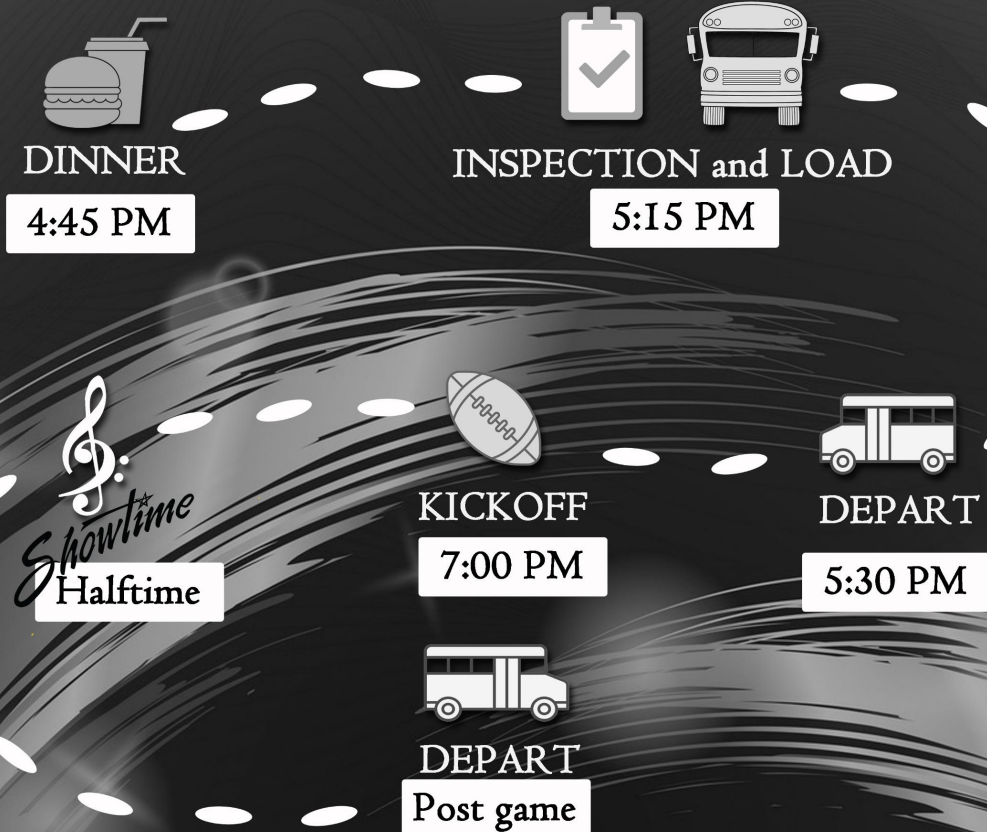 DINNER
4:45 PM
INSPECTION and LOAD
5:15 PM
DEPART
5:30 PM
KICKOFF
7:00 PM
Showtime
Halftime
DEPART
Post game